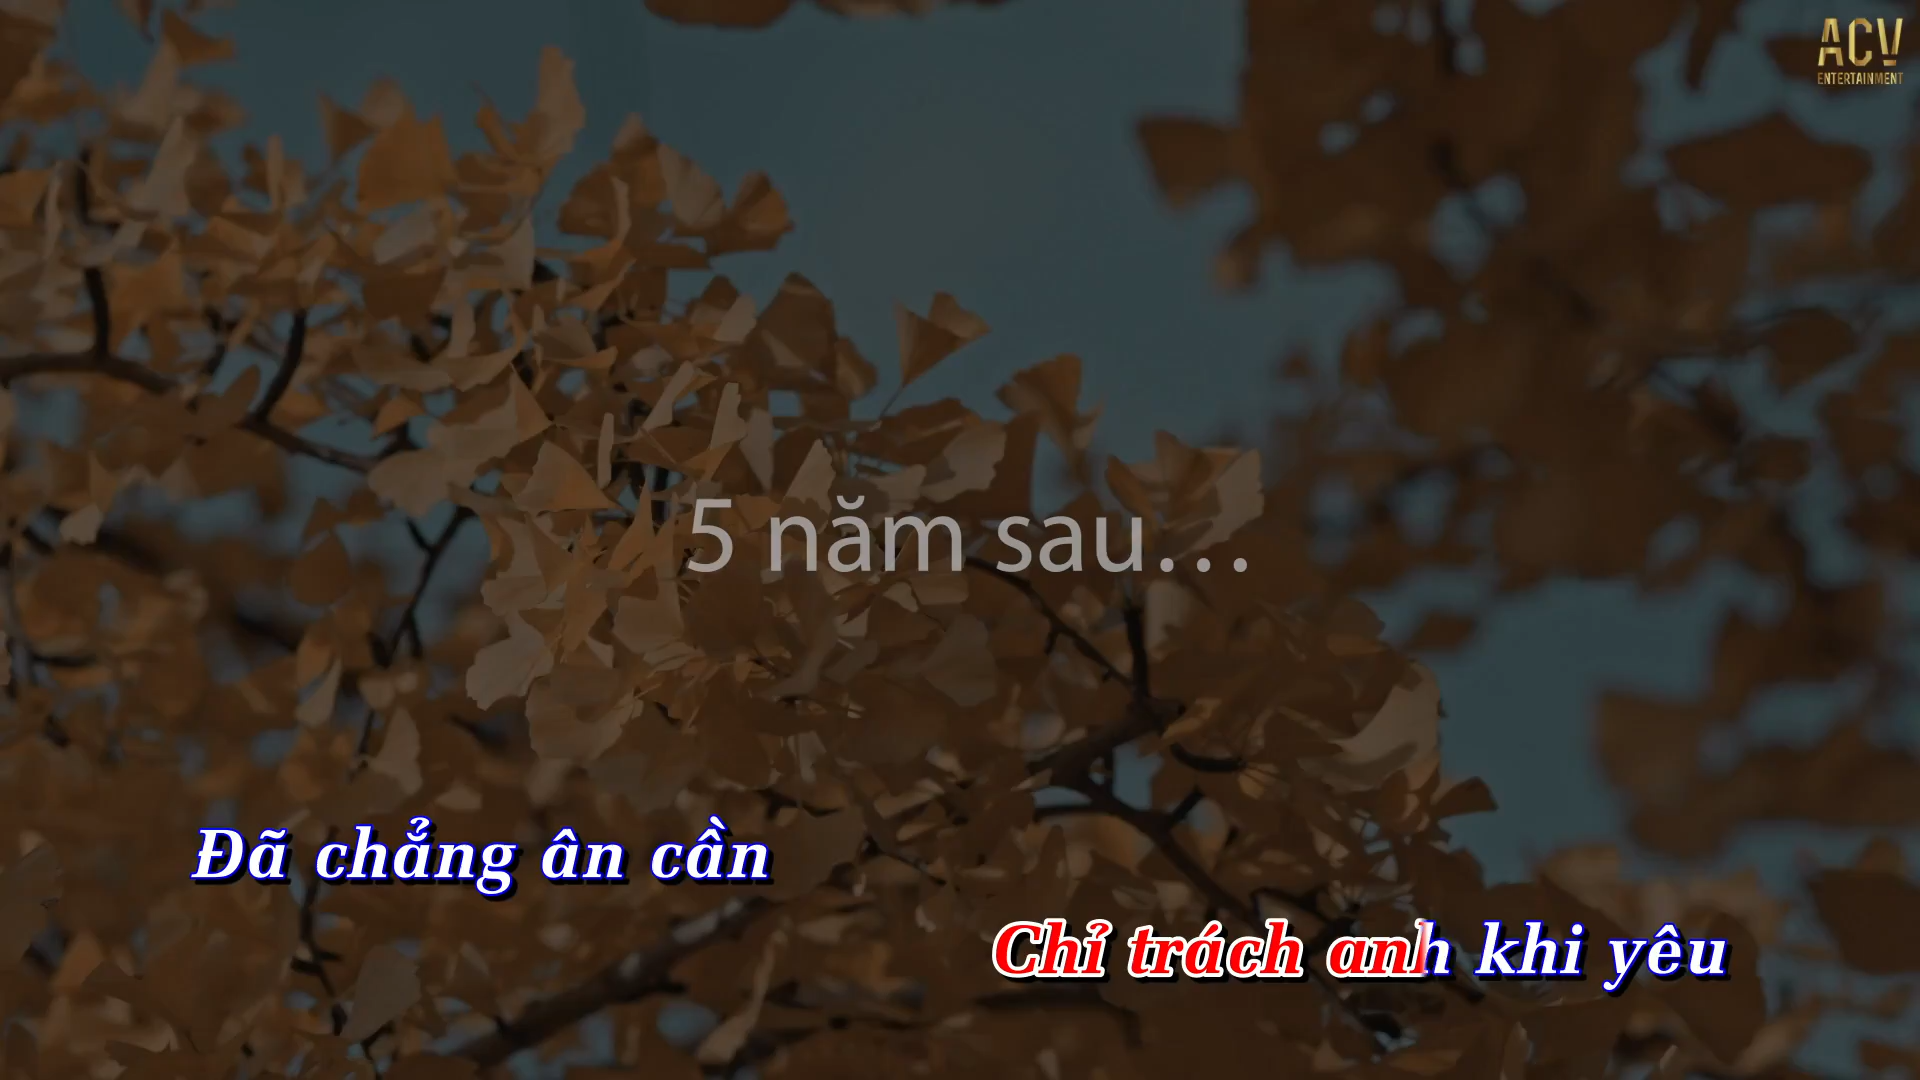 ACV
ENTERTAINMENT
5 năm sau...
Đã chẳng ân cần
Chỉ trách anh khi yêu